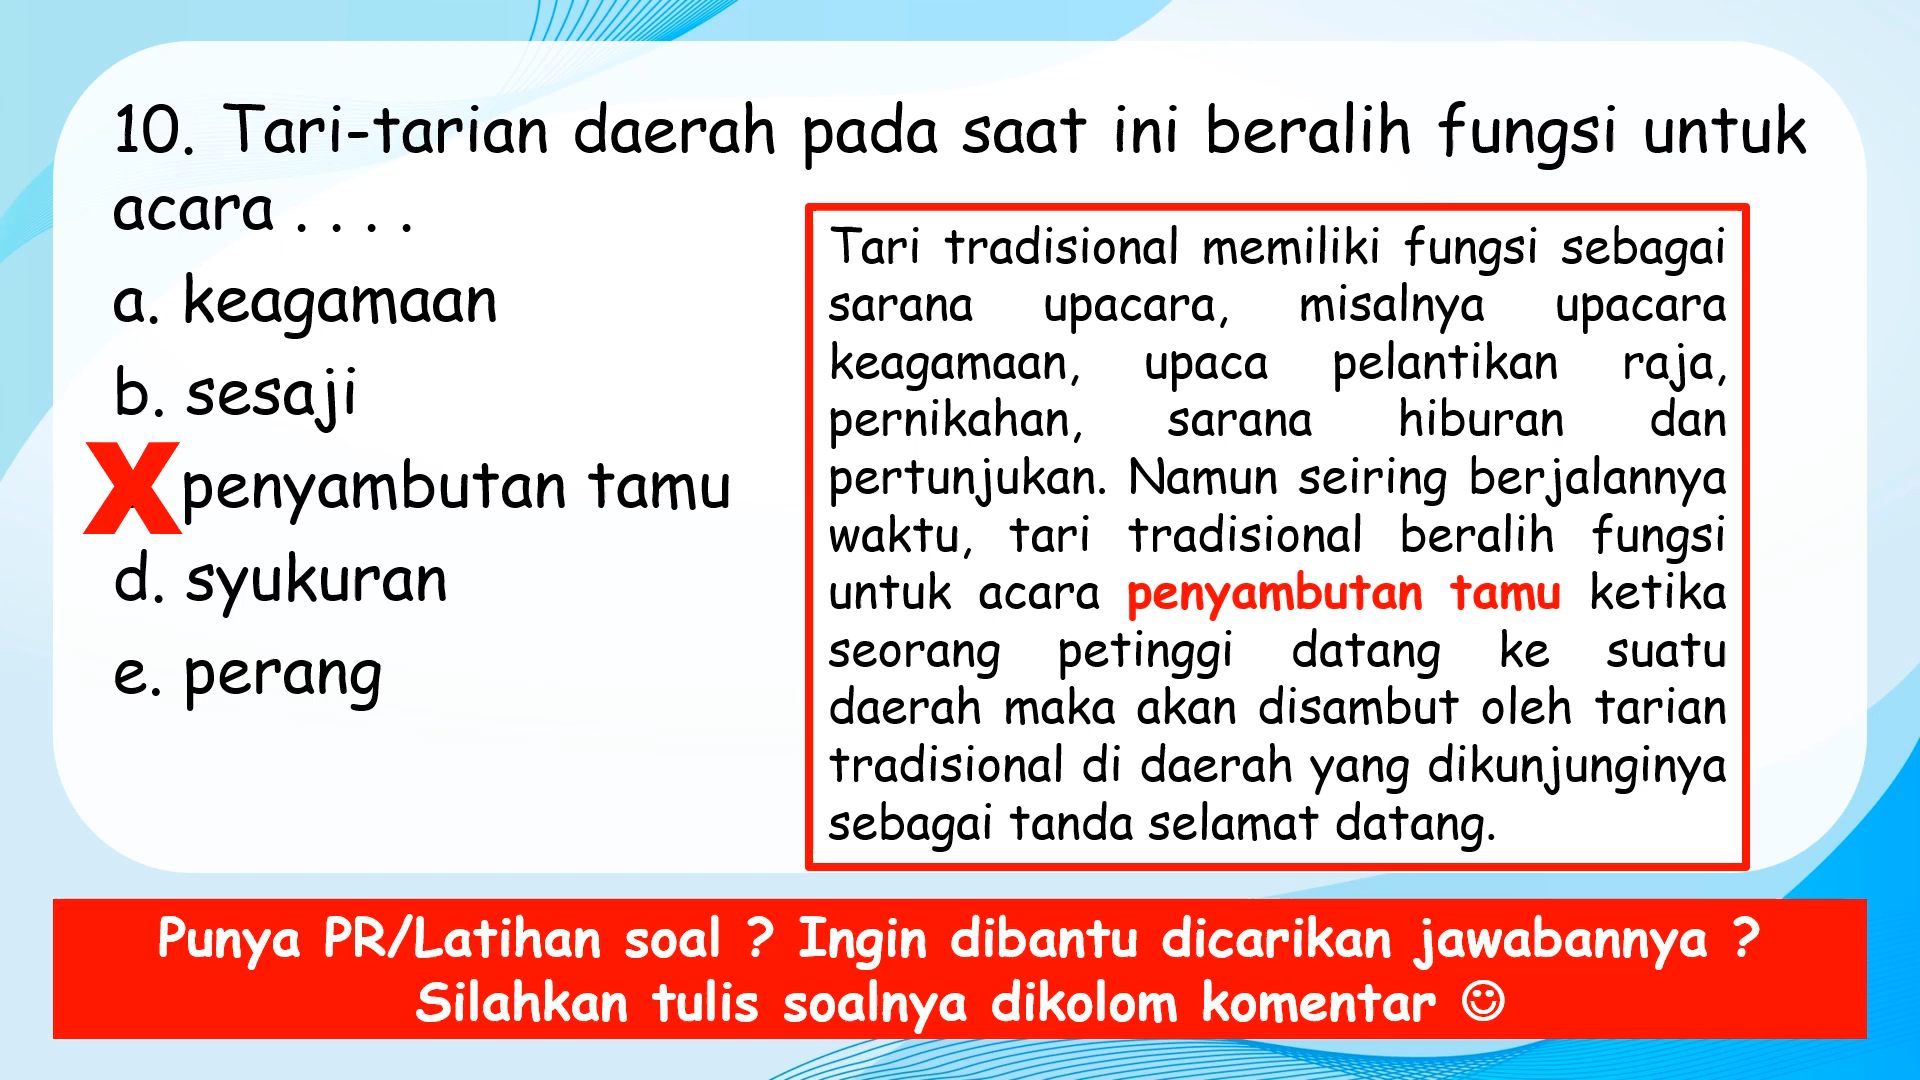 10. Tari-tarian daerah pada saat ini beralih fungsi untuk
acara . . . .
a. keagamaan
b. sesaji
X penyambutan tamu
d. syukuran
e. perang
Tari tradisional memiliki fungsi sebagai
sarana upacara, misalnya upacara
keagamaan, upaca pelantikan raja,
pernikahan, sarana hiburan dan
pertunjukan. Namun seiring berjalannya
waktu, tari tradisional beralih fungsi
untuk acara penyambutan tamu ketika
seorang petinggi datang ke suatu
daerah maka akan disambut oleh tarian
tradisional di daerah yang dikunjunginya
sebagai tanda selamat datang.
Punya PR/Latihan soal ? Ingin dibantu dicarikan jawabannya ?
Silahkan tulis soalnya dikolom komentar ☺